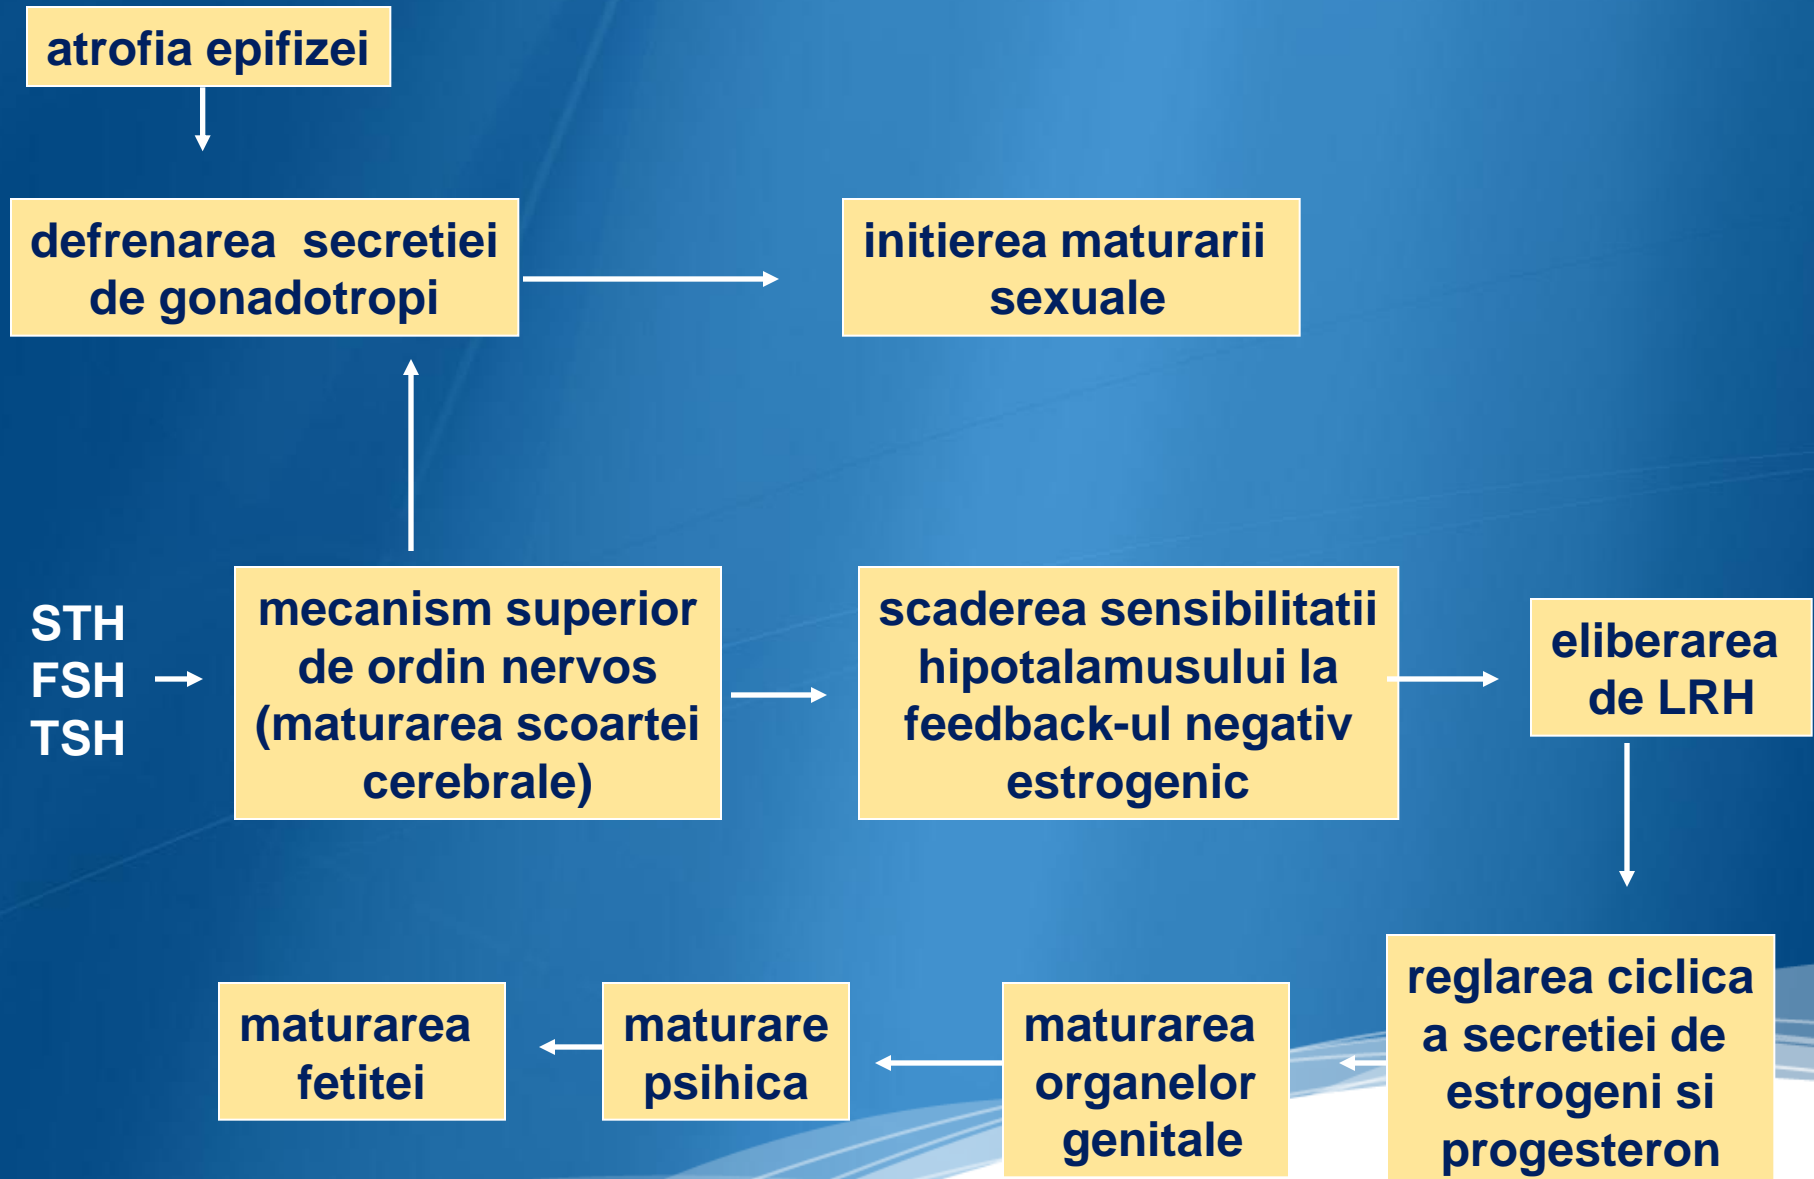 atrofia epifizei
defrenarea secretiei
de gonadotropi
initierea maturarii
sexuale
STH
FSH
TSH
mecanism superior
de ordin nervos
(maturarea scoartei
cerebrale)
scaderea sensibilitatii
hipotalamusului la
feedback-ul negativ
estrogenic
eliberarea
de LRH
reglarea ciclica
a secretiei de
estrogeni si
progesteron
maturarea
organelor
genitale
maturare
psihica
maturarea
fetitei